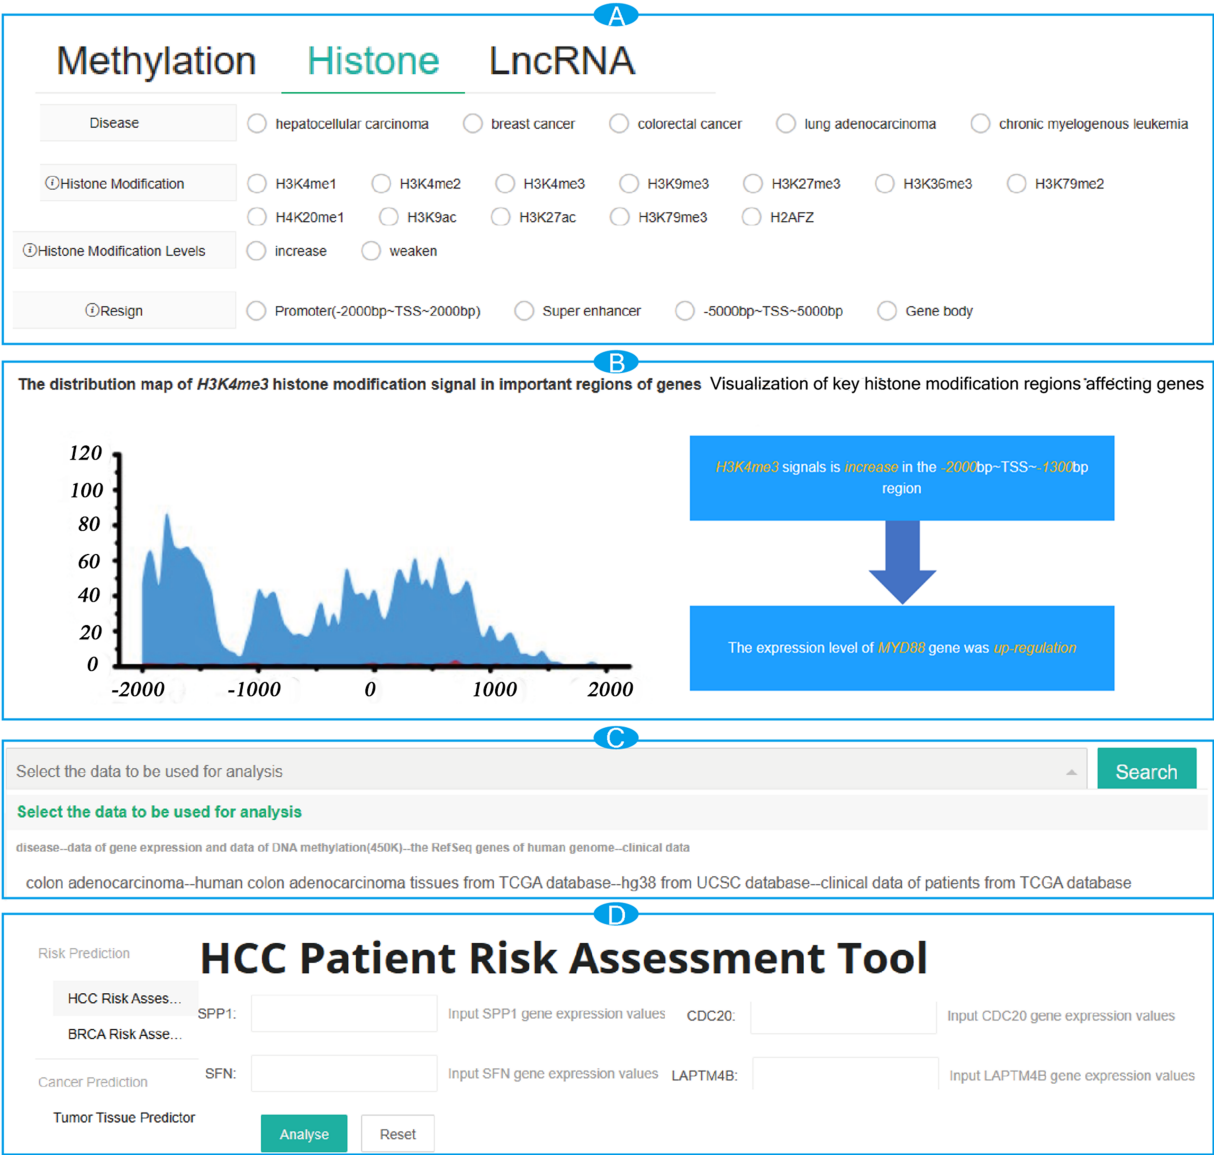 A
Methylation Histone LncRNA
Disease hepatocellular carcinoma breast cancer colorectal cancer lung adenocarcinoma chronic myelogenous leukemia
iHistone Modification H3K4me1 H3K4me2 H3K4me3 H3K9me3 H3K27me3 H3K36me3 H3K79me2
H4K20me1 H3K9ac H3K27ac H3K79me3 H2AFZ
iHistone Modification Levels increase weaken
iResign Promoter(-2000bp~TSS~2000bp) Super enhancer -5000bp~TSS~5000bp Gene body
B
The distribution map of H3K4me3 histone modification signal in important regions of genes Visualization of key histone modification regions affecting genes
120
100
80
60
40
20
0
-2000 -1000 0 1000 2000
H3K4me3 signals is increase in the -2000bp~TSS~-1300bp
region
The expression level of MYD88 gene was up-regulation
C
Select the data to be used for analysis Search
Select the data to be used for analysis
disease--data of gene expression and data of DNA methylation(450K)--the RefSeq genes of human genome--clinical data
colon adenocarcinoma--human colon adenocarcinoma tissues from TCGA database--hg38 from UCSC database--clinical data of patients from TCGA database
D
Risk Prediction
HCC Patient Risk Assessment Tool
HCC Risk Asses...
BRCA Risk Asse...
Cancer Prediction
Tumor Tissue Predictor
SPP1: Input SPP1 gene expression values CDC20: Input CDC20 gene expression values
SFN: Input SFN gene expression values LAPTM4B: Input LAPTM4B gene expression values
Analyse Reset